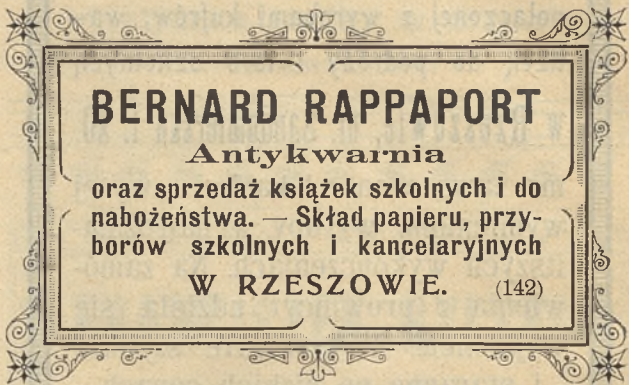 BERNARD RAPPAPORT
Antykwarnia
oraz sprzedaż książek szkolnych i do
nabożeństwa. — Skład papieru, przy-
borów szkolnych i kancelaryjnych
W RZESZOWIE. (142)